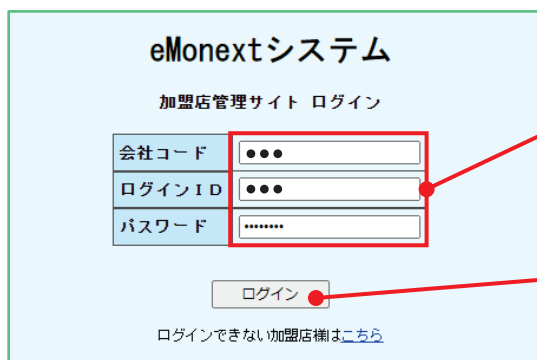 eMonextシステム
加盟店管理サイト ログイン
会社コード ●●●
ログインＩＤ ●●●
パスワード ••••••••
ログイン
ログインできない加盟店様はこちら